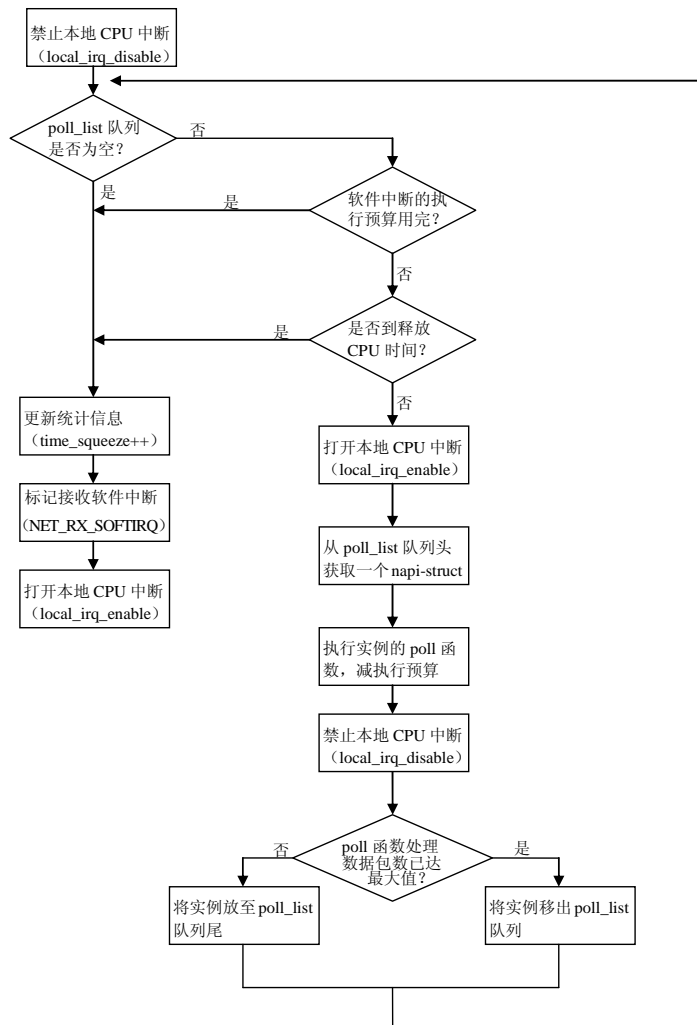 禁止本地 CPU 中断
（local_irq_disable）
poll_list 队列
是否为空？
否
是
软件中断的执
行预算用完？
是
否
是否到释放
CPU 时间？
是
否
更新统计信息
（time_squeeze++）
标记接收软件中断
（NET_RX_SOFTIRQ）
打开本地 CPU 中断
（local_irq_enable）
打开本地 CPU 中断
（local_irq_enable）
从 poll_list 队列头
获取一个 napi-struct
执行实例的 poll 函
数，减执行预算
禁止本地 CPU 中断
（local_irq_disable）
poll 函数处理
数据包数已达
最大值？
否
是
将实例放至 poll_list
队列尾
将实例移出 poll_list
队列